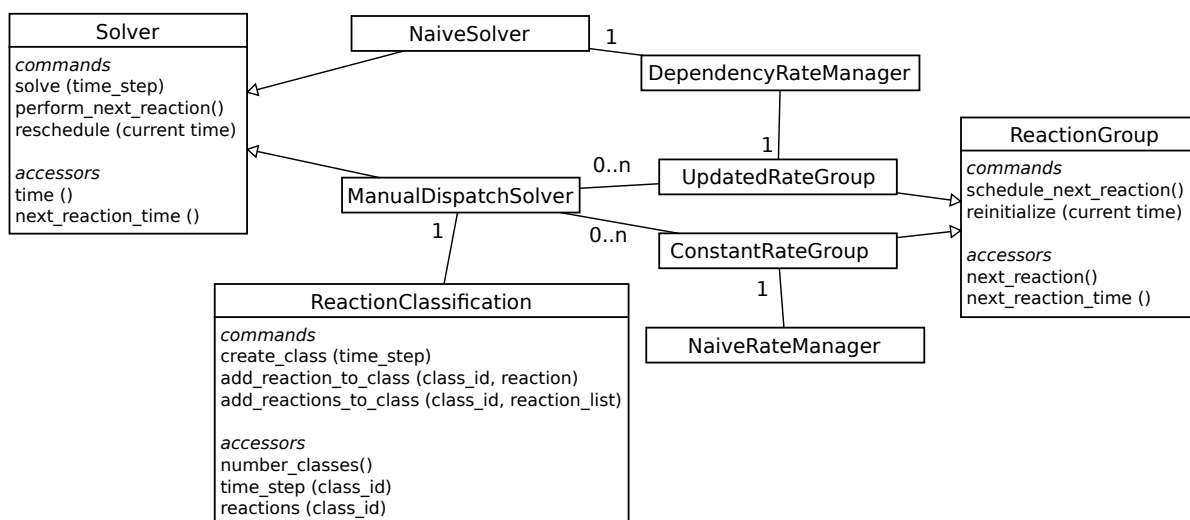 Solver
commands
solve (time_step)
perform_next_reaction()
reschedule (current time)
accessors
time ()
next_reaction_time ()
NaiveSolver
1
DependencyRateManager
1
0..n
UpdatedRateGroup
ManualDispatchSolver
1
0..n
ConstantRateGroup
1
NaiveRateManager
ReactionGroup
commands
schedule_next_reaction()
reinitialize (current time)
accessors
next_reaction()
next_reaction_time ()
ReactionClassification
commands
create_class (time_step)
add_reaction_to_class (class_id, reaction)
add_reactions_to_class (class_id, reaction_list)
accessors
number_classes()
time_step (class_id)
reactions (class_id)